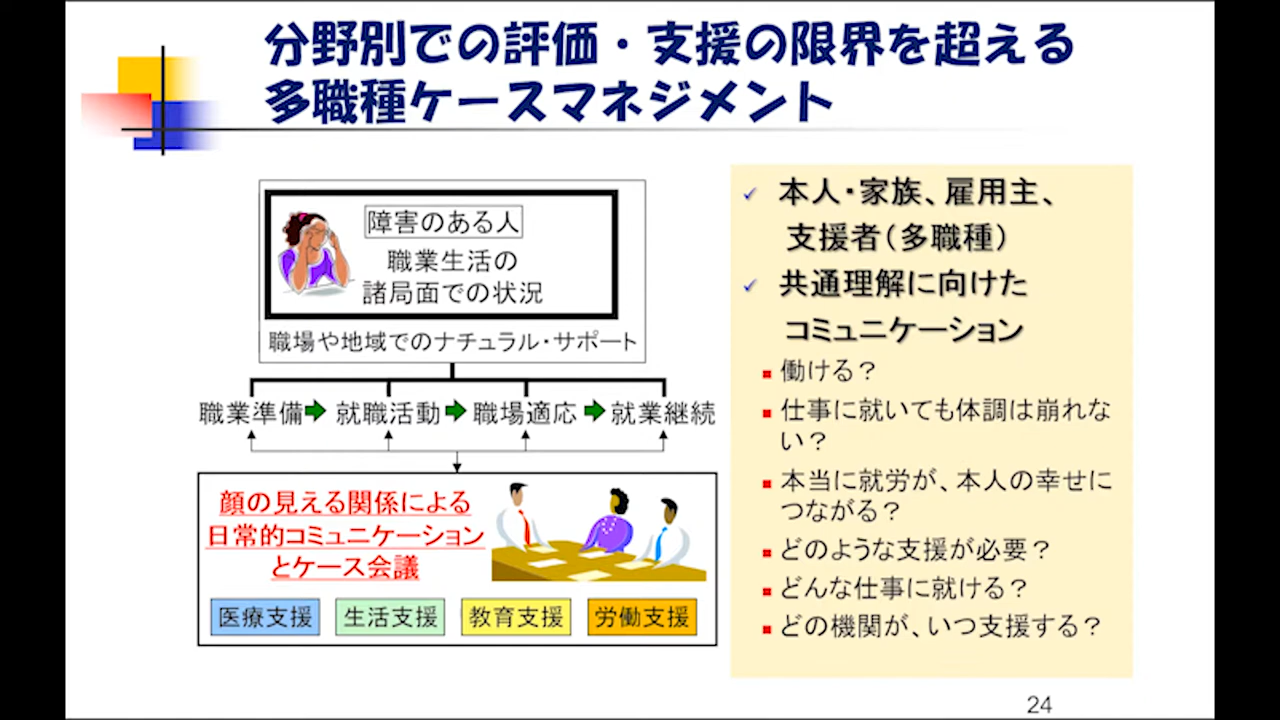 分野別での評価・支援の限界を超える
多職種ケースマネジメント
障害のある人
職業生活の
諸局面での状況
職場や地域でのナチュラル・サポート
職業準備
就職活動
職場適応
就業継続
顔の見える関係による
日常的コミュニケーション
とケース会議
医療支援
生活支援
教育支援
労働支援
本人・家族、雇用主、
支援者（多職種）
共通理解に向けた
コミュニケーション
働ける？
仕事に就いても体調は崩れな
い？
本当に就労が、本人の幸せに
つながる？
どのような支援が必要？
どんな仕事に就ける？
どの機関が、いつ支援する？
24